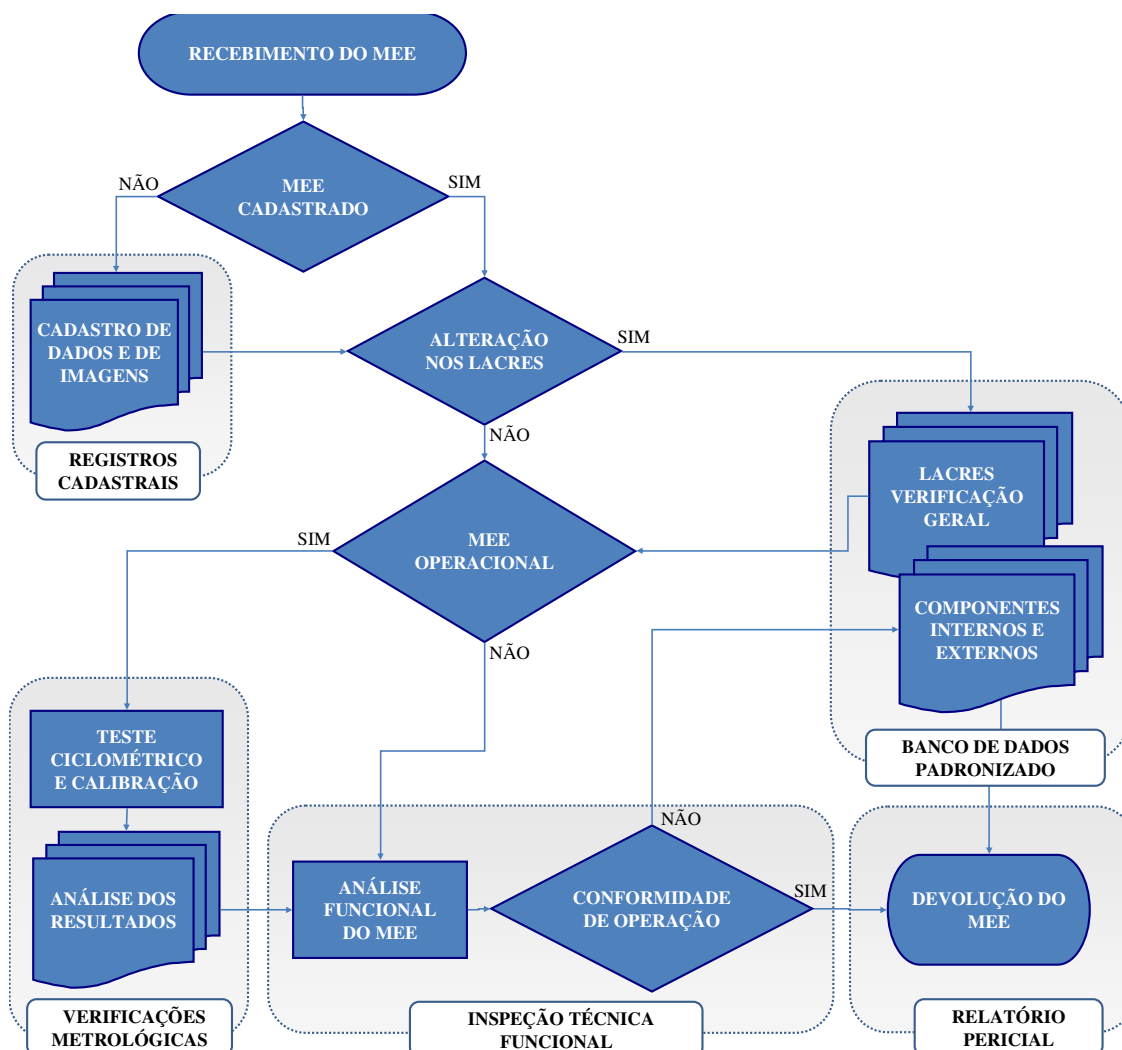 RECEBIMENTO DO MEE
MEE
CADASTRADO
NÃO
SIM
CADASTRO DE
DADOS E DE
IMAGENS
REGISTROS
CADASTRAIS
ALTERAÇÃO
NOS LACRES
SIM
NÃO
LACRES
VERIFICAÇÃO
GERAL
COMPONENTES
INTERNOS E
EXTERNOS
BANCO DE DADOS
PADRONIZADO
MEE
OPERACIONAL
SIM
NÃO
TESTE
CICLOMÉTRICO
E CALIBRAÇÃO
ANÁLISE DOS
RESULTADOS
VERIFICAÇÕES
METROLÓGICAS
ANÁLISE
FUNCIONAL
DO MEE
CONFORMIDADE
DE OPERAÇÃO
NÃO
SIM
INSPEÇÃO TÉCNICA
FUNCIONAL
DEVOLUÇÃO DO
MEE
RELATÓRIO
PERICIAL